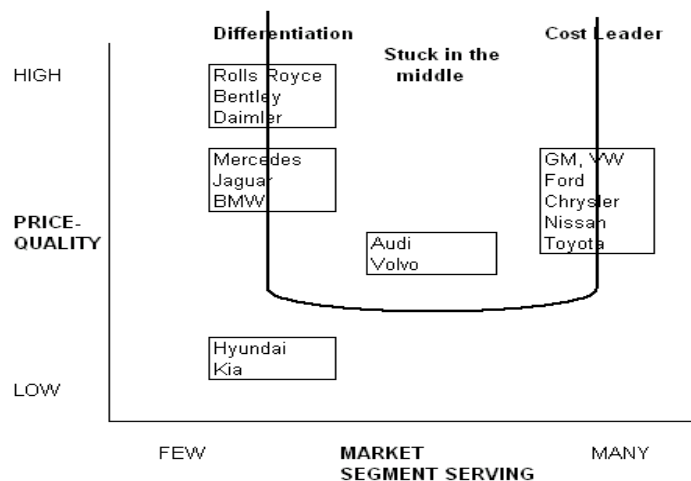 Differentiation
Stuck in the
middle
Cost Leader
HIGH
Rolls Royce
Bentley
Daimler
Mercedes
Jaguar
BMW
GM, VW
Ford
Chrysler
Nissan
Toyota
PRICE-
QUALITY
Audi
Volvo
Hyundai
Kia
LOW
FEW
MARKET
SEGMENT SERVING
MANY